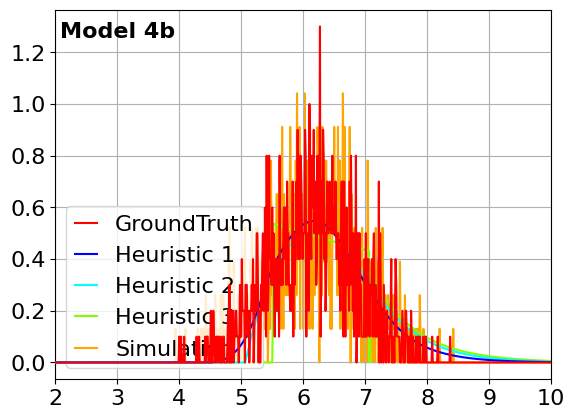 Model 4b
1.2
1.0
0.8
0.6
0.4
0.2
0.0
GroundTruth
Heuristic 1
Heuristic 2
Heuristic 3
Simulation
2 3 4 5 6 7 8 9 10